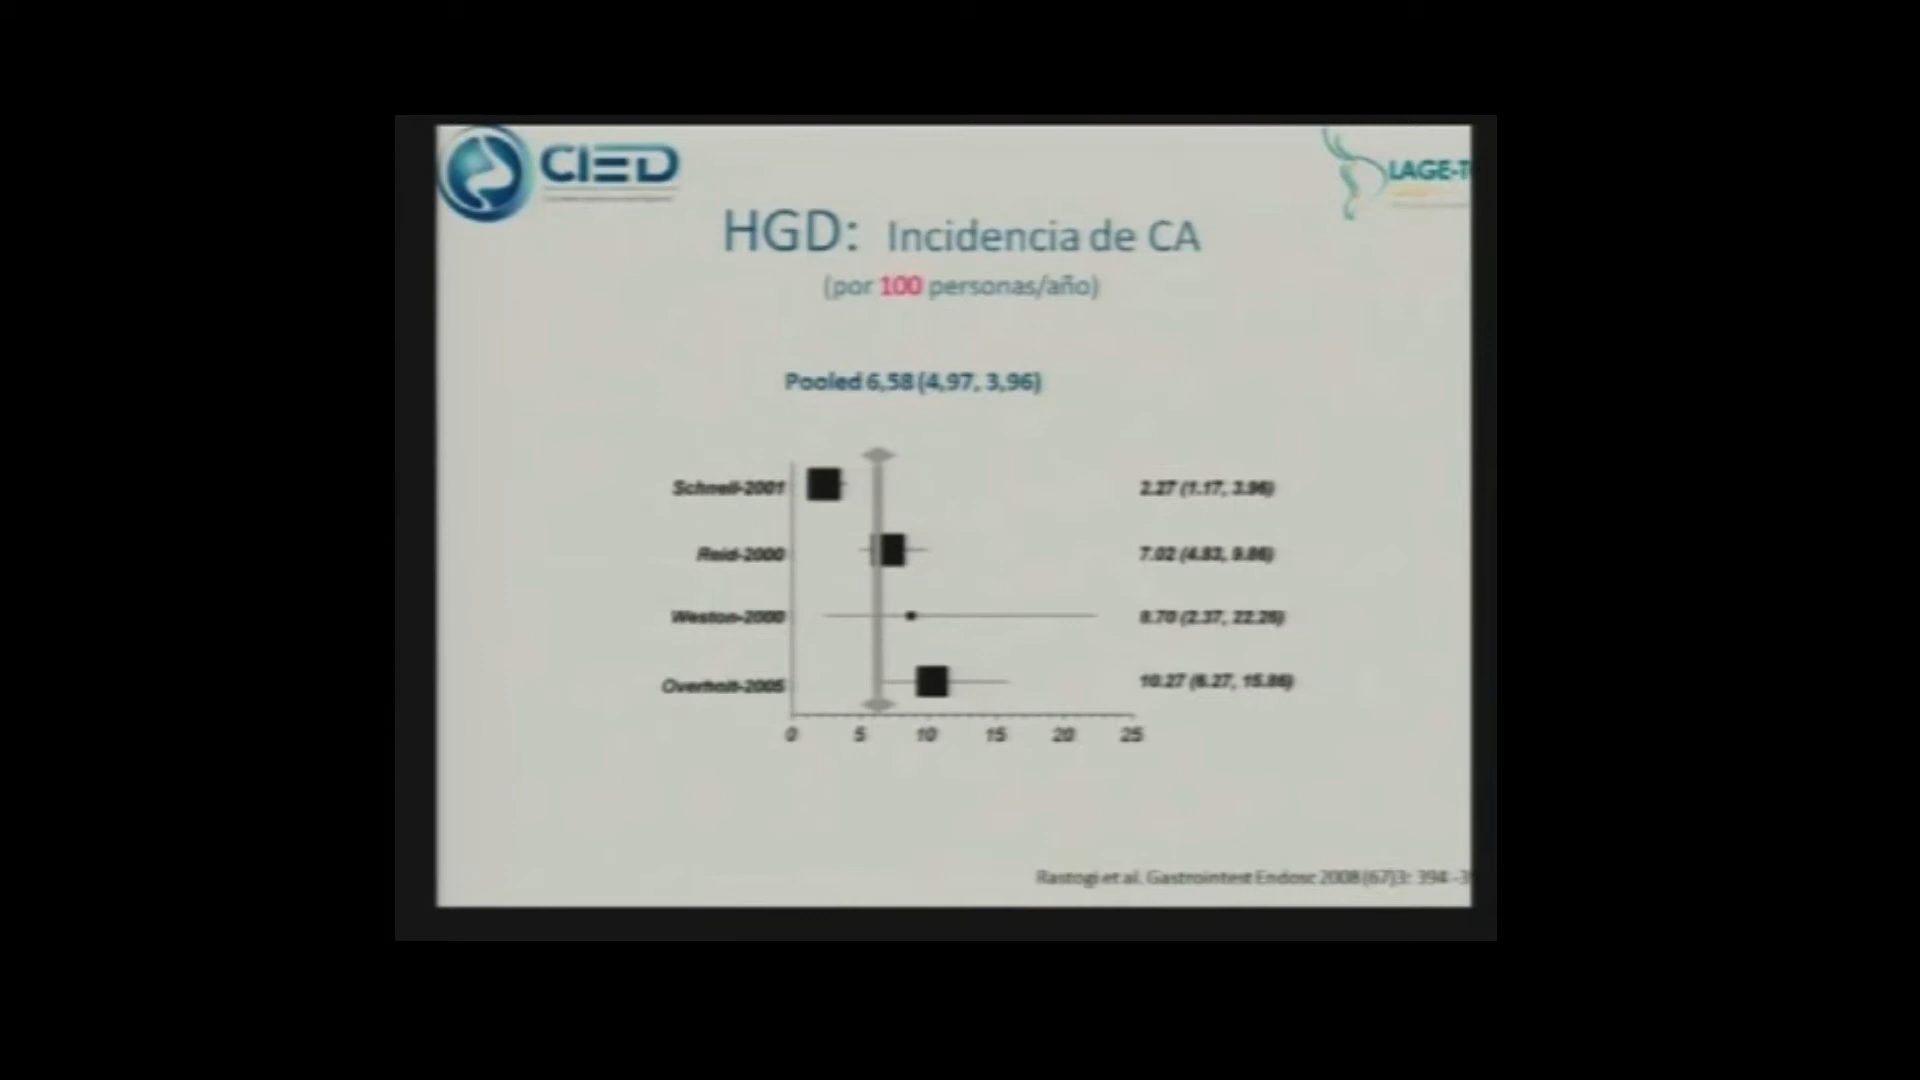 CIED
LAGE-T
HGD: Incidencia de CA
(por 100 personas/año)
Pooled 6,58 (4,97, 3,96)
Schnell-2001 2.27 (1.17, 3.96)
Reid-2000 7.02 (4.83, 9.86)
Weston-2000 8.70 (2.37, 22.26)
Overholt-2005 10.27 (6.27, 15.86)
0 5 10 15 20 25
Rastogi et al. Gastrointest Endosc 2008 (67)3: 394 -3